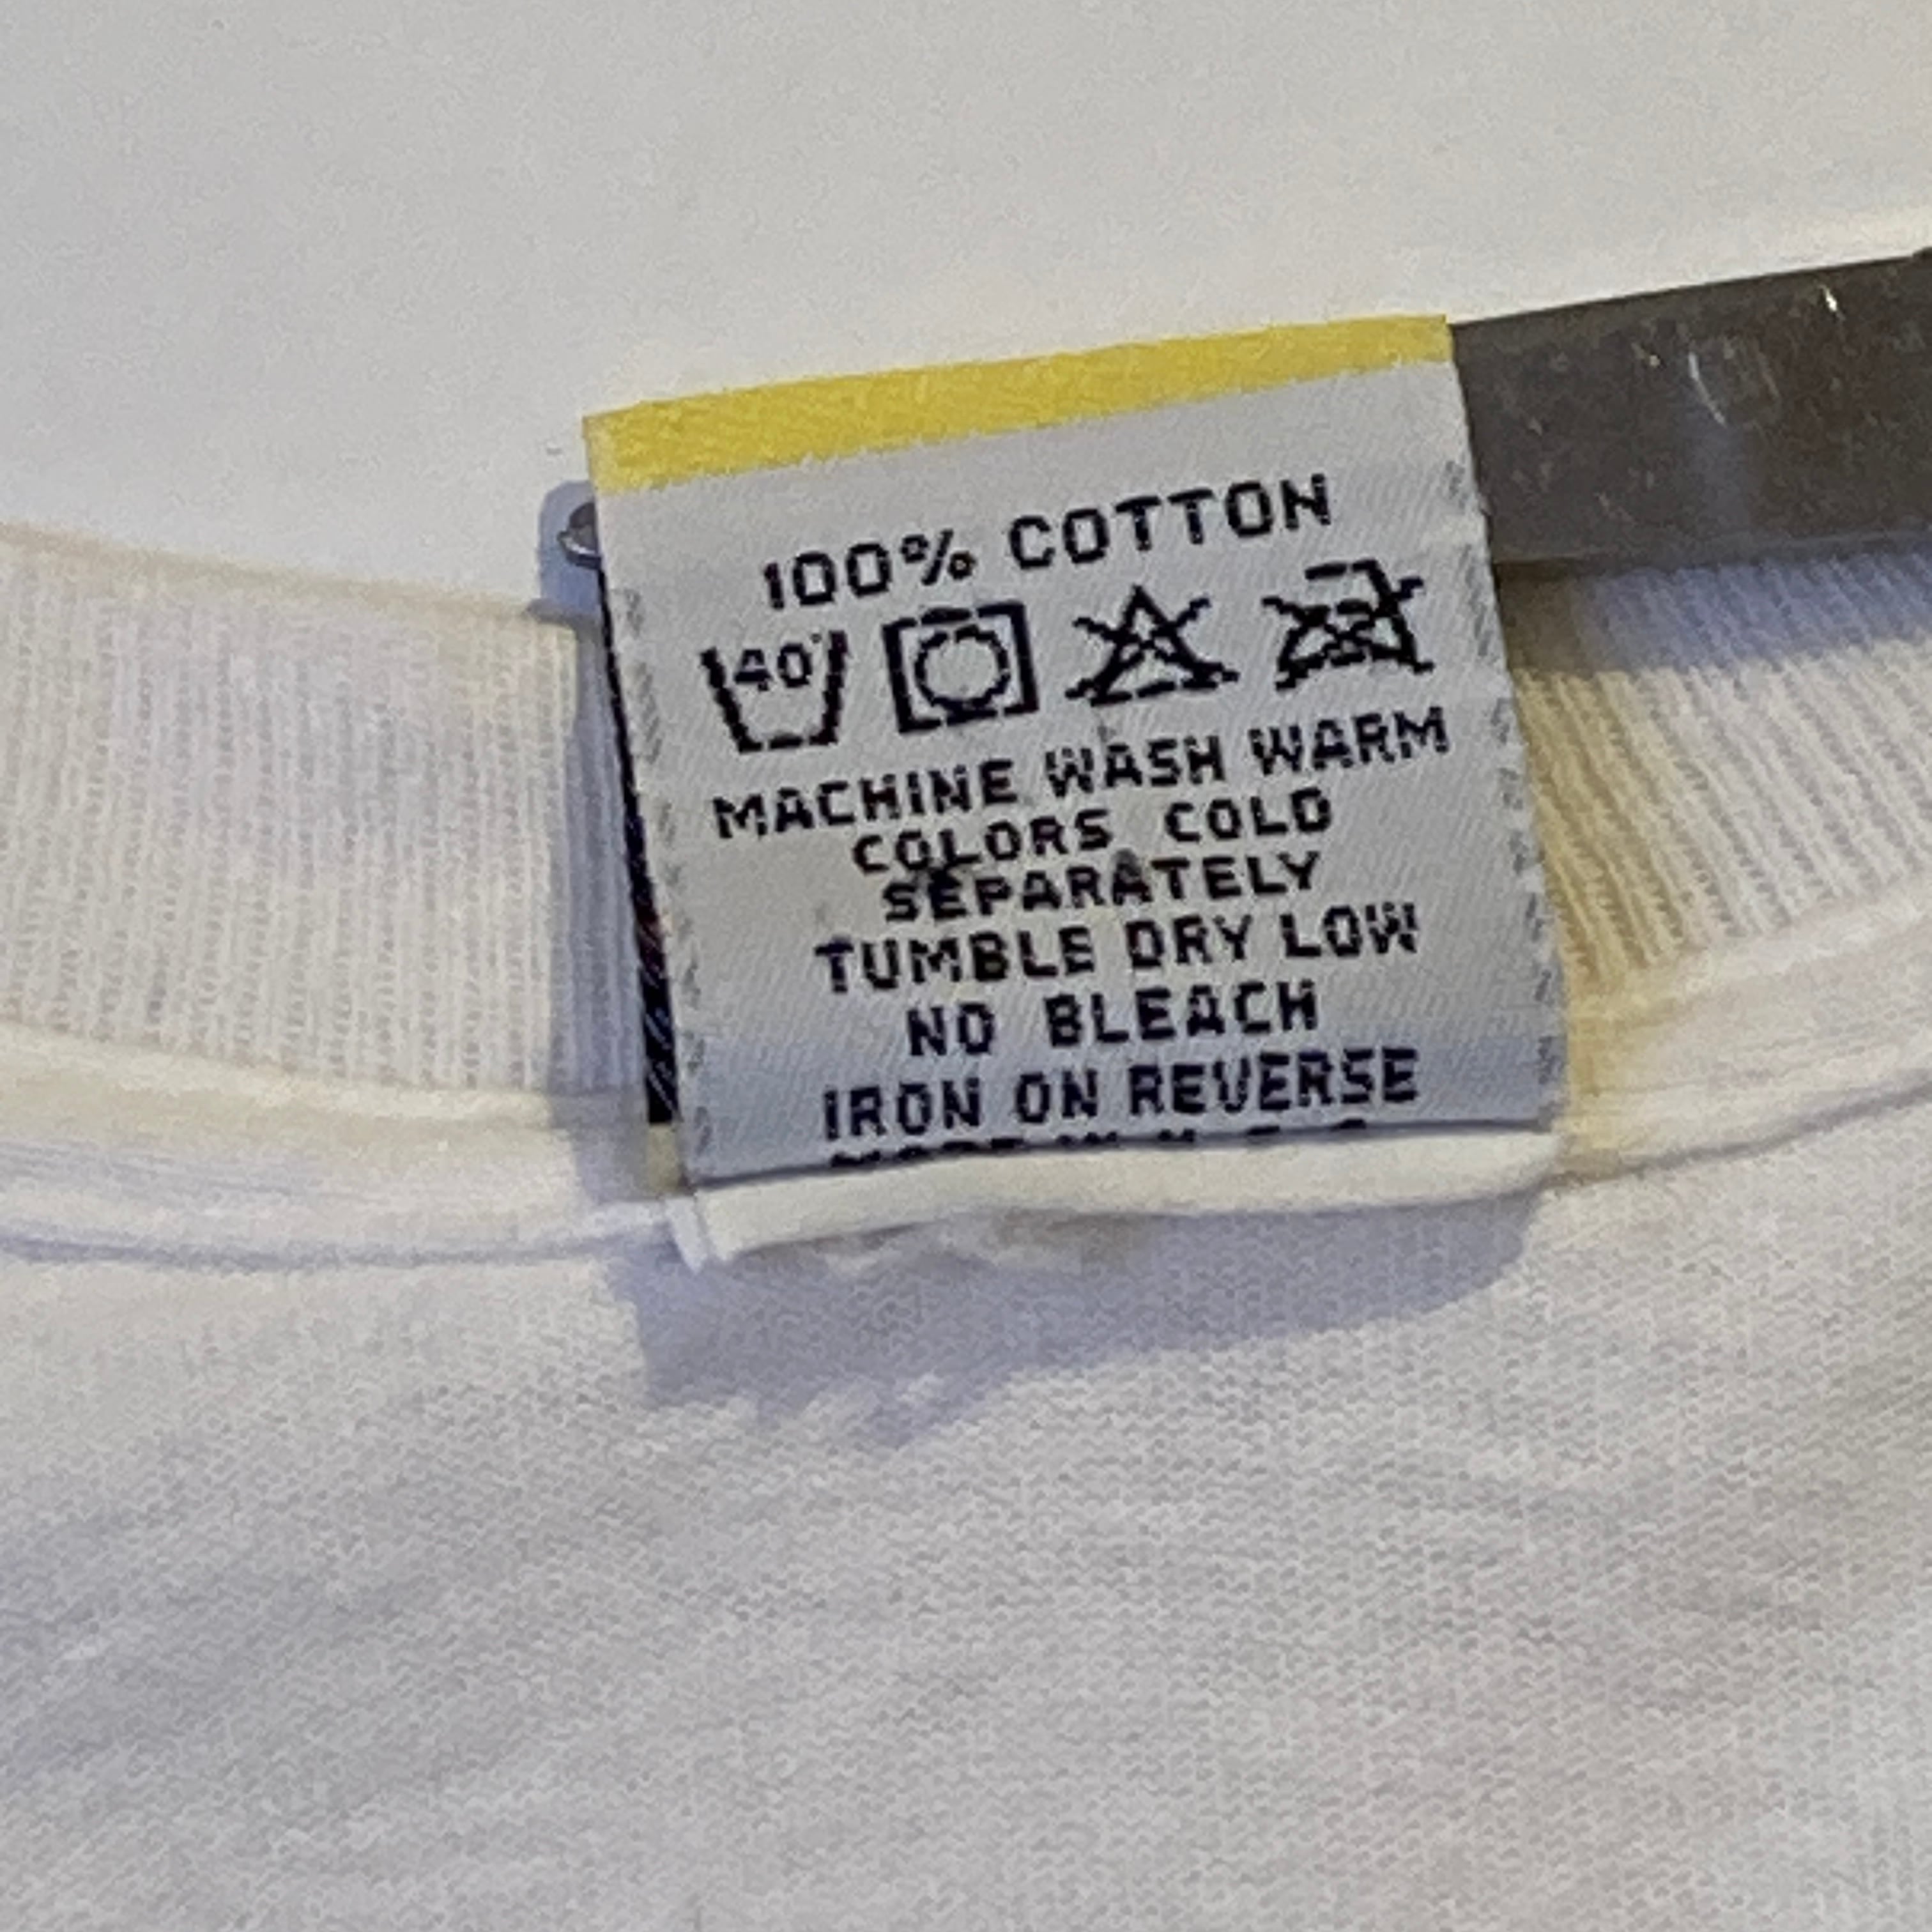 100% COTTON
40°
MACHINE WASH WARM
COLORS COLD
SEPARATELY
TUMBLE DRY LOW
NO BLEACH
IRON ON REVERSE